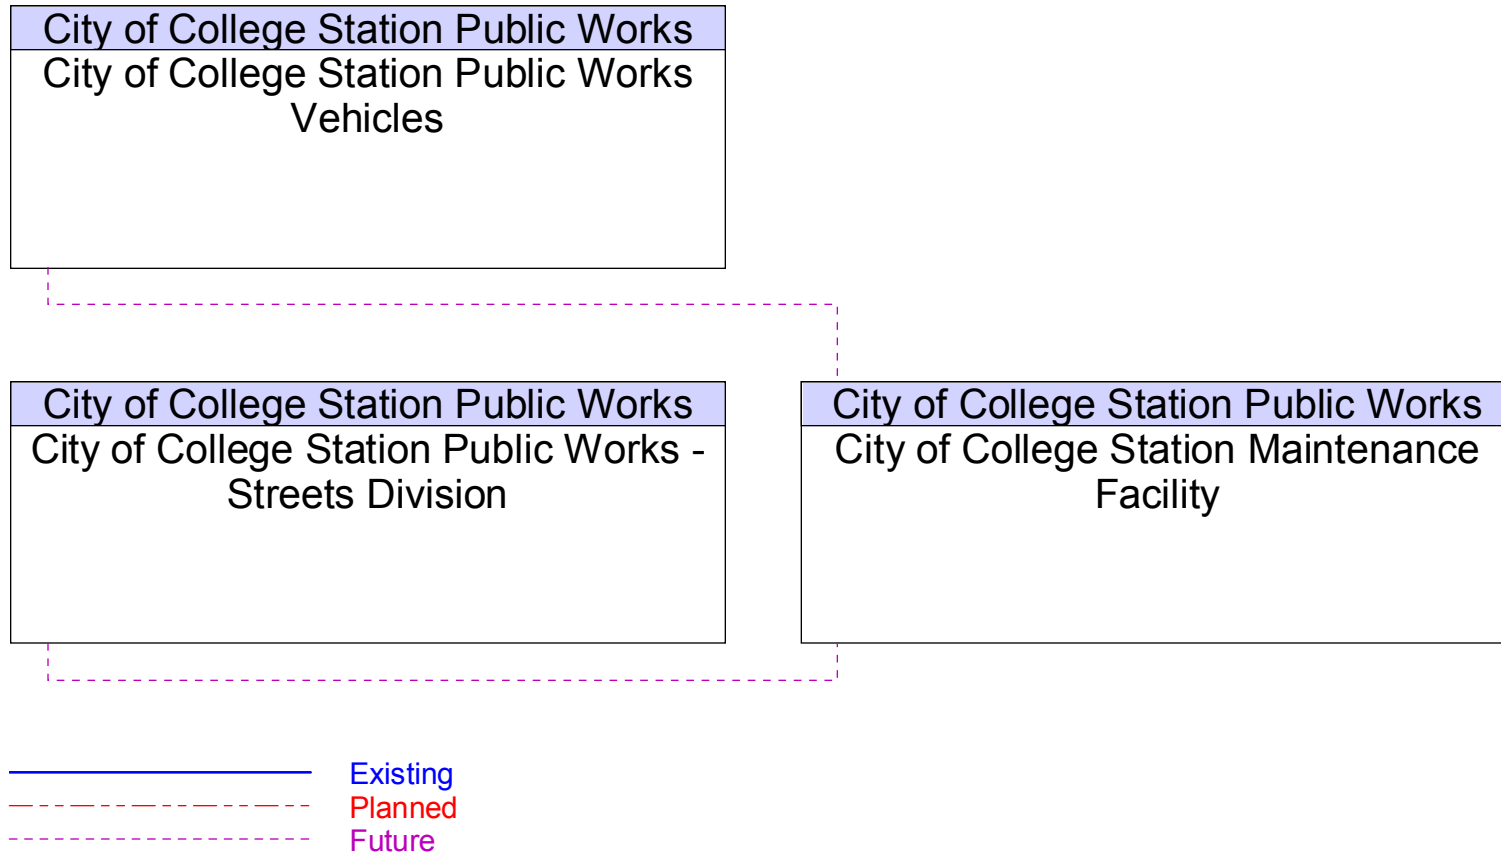 City of College Station Public Works
City of College Station Public Works
Vehicles
City of College Station Public Works
City of College Station Public Works -
Streets Division
City of College Station Public Works
City of College Station Maintenance
Facility
Existing
Planned
Future